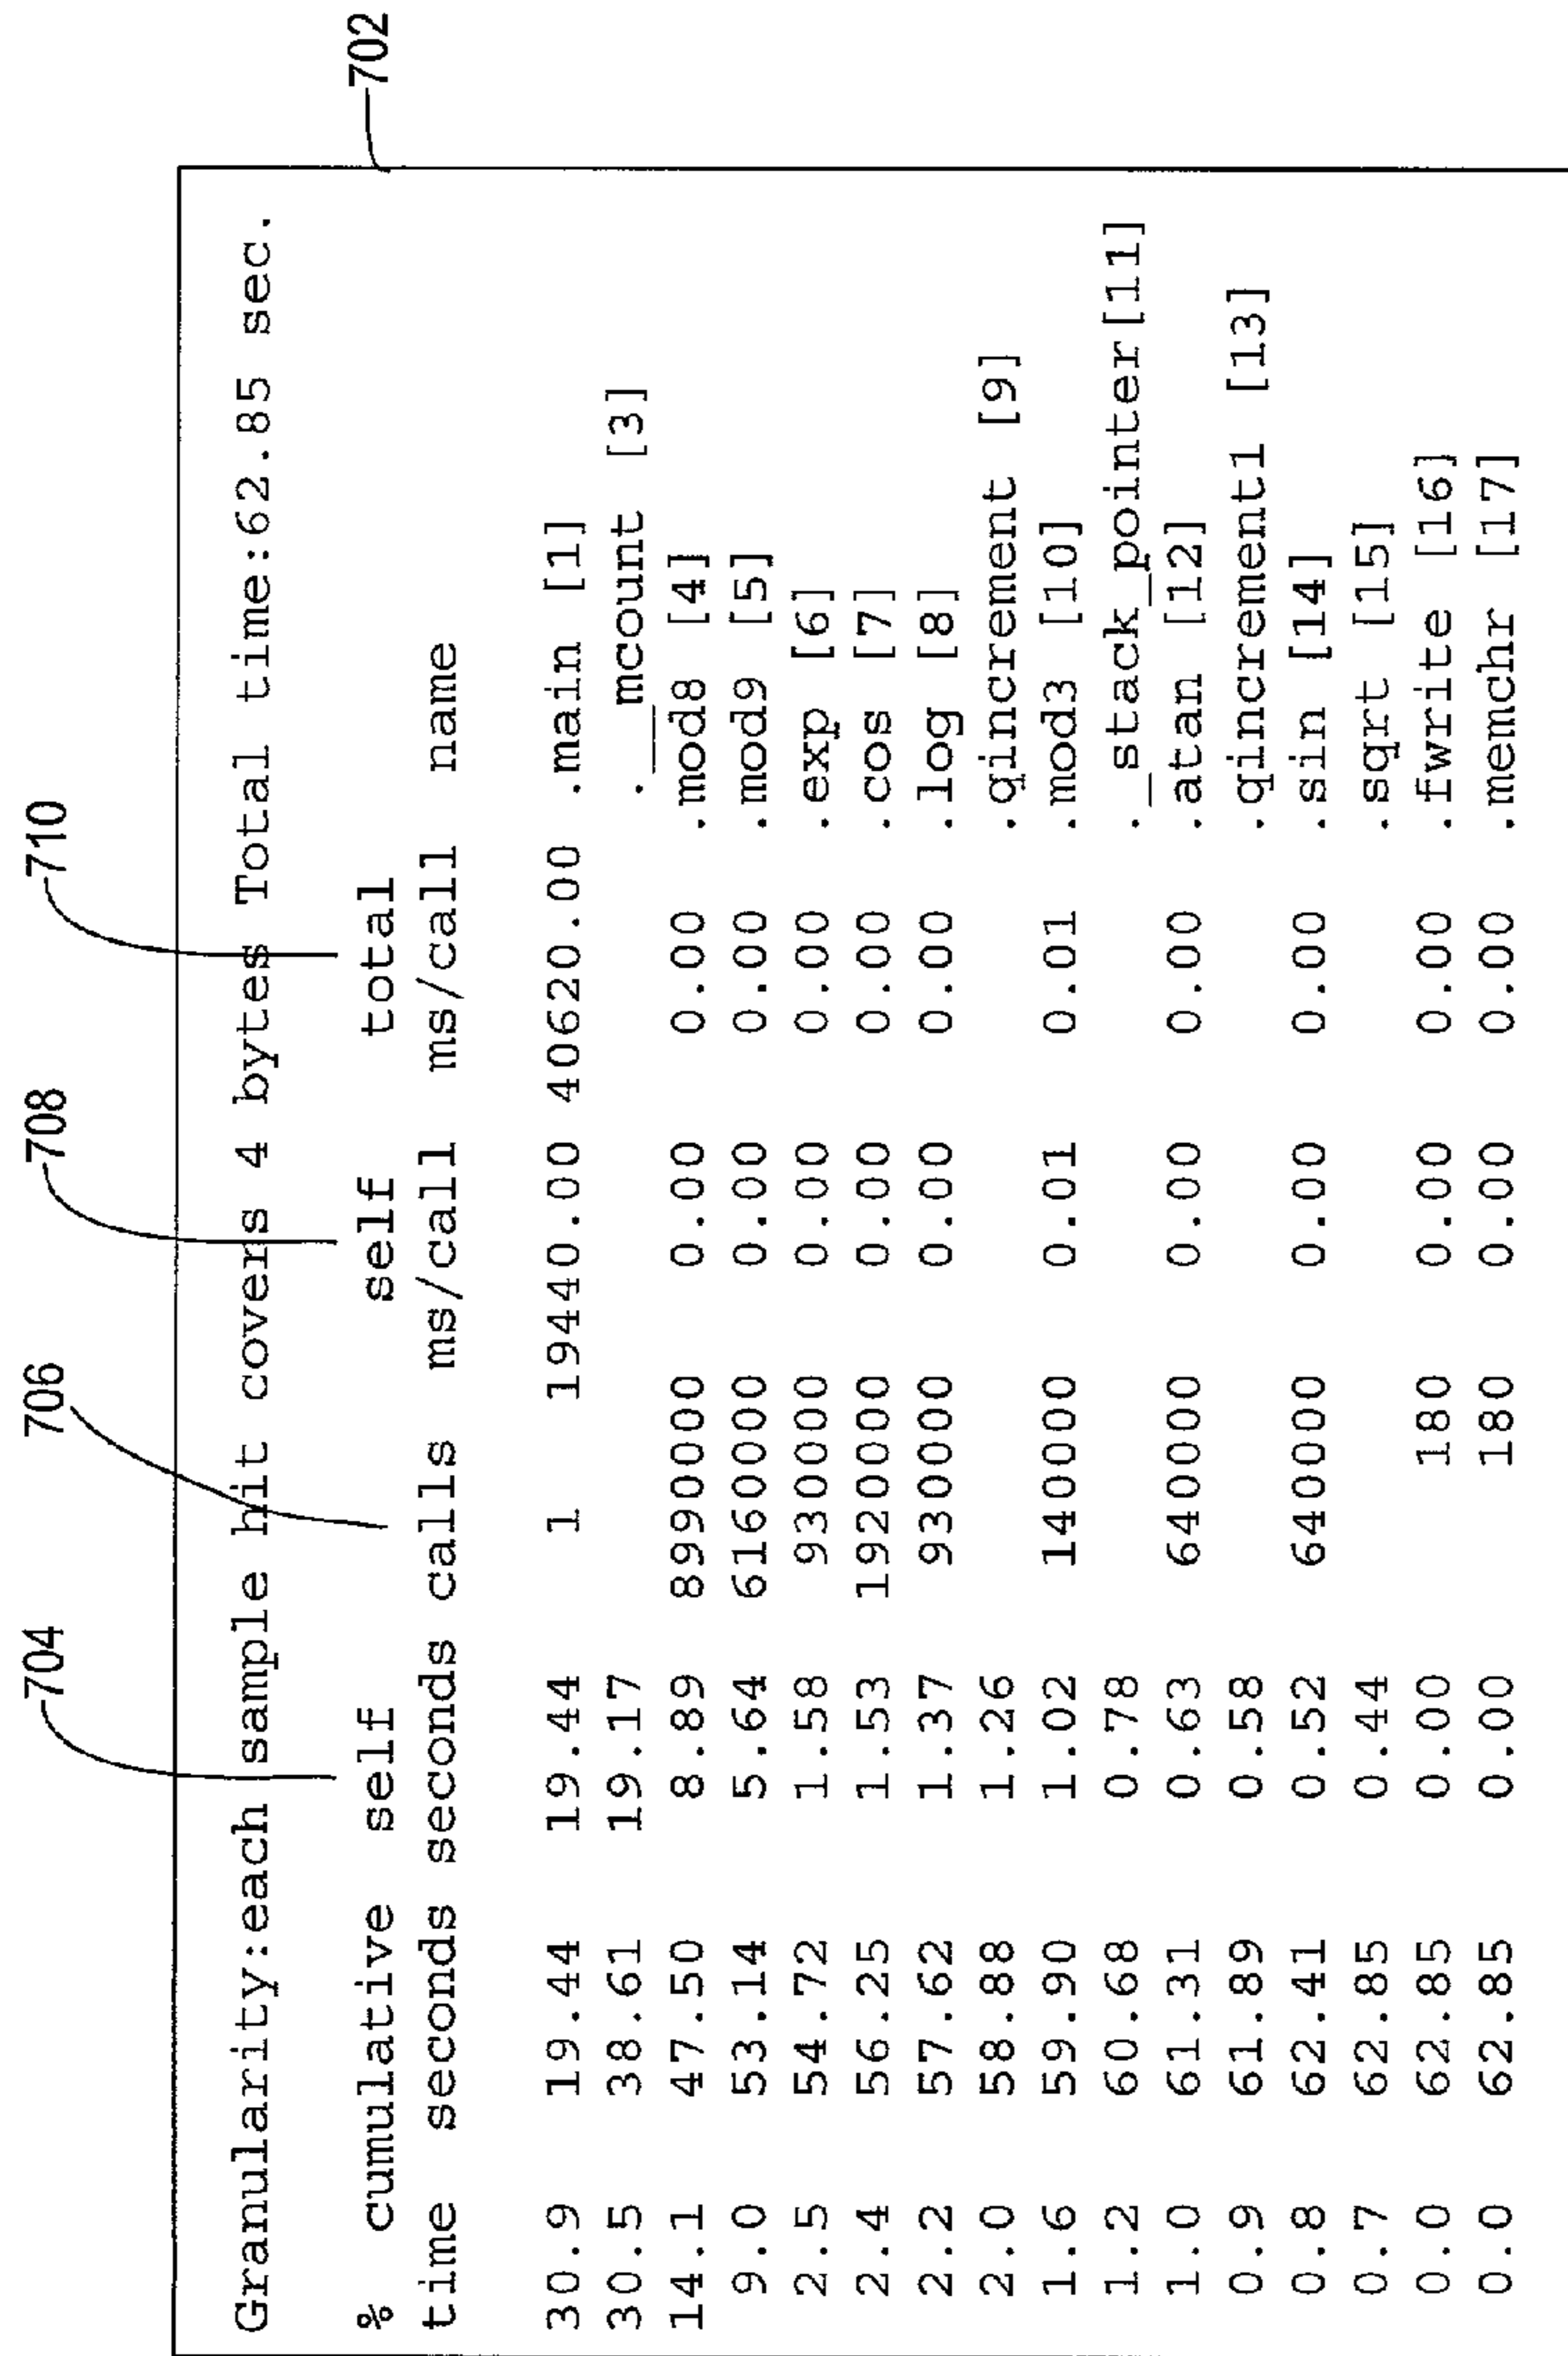 704 706 708 710
702
Granularity:each sample hit covers 4 bytes Total time:62.85 sec.
% cumulative self self total
time seconds seconds calls ms/call ms/call name
30.9 19.44 19.44 1 19440.00 40620.00 .main [1]
30.5 38.61 19.17 .__mcount [3]
14.1 47.50 8.89 8990000 0.00 0.00 .mod8 [4]
9.0 53.14 5.64 6160000 0.00 0.00 .mod9 [5]
2.5 54.72 1.58 930000 0.00 0.00 .exp [6]
2.4 56.25 1.53 1920000 0.00 0.00 .cos [7]
2.2 57.62 1.37 930000 0.00 0.00 .log [8]
2.0 58.88 1.26 .qincrement [9]
1.6 59.90 1.02 140000 0.01 0.01 .mod3 [10]
1.2 60.68 0.78 ._stack_pointer[11]
1.0 61.31 0.63 640000 0.00 0.00 .atan [12]
0.9 61.89 0.58 .qincrement1 [13]
0.8 62.41 0.52 640000 0.00 0.00 .sin [14]
0.7 62.85 0.44 .sqrt [15]
0.0 62.85 0.00 180 0.00 0.00 .fwrite [16]
0.0 62.85 0.00 180 0.00 0.00 .memchr [17]